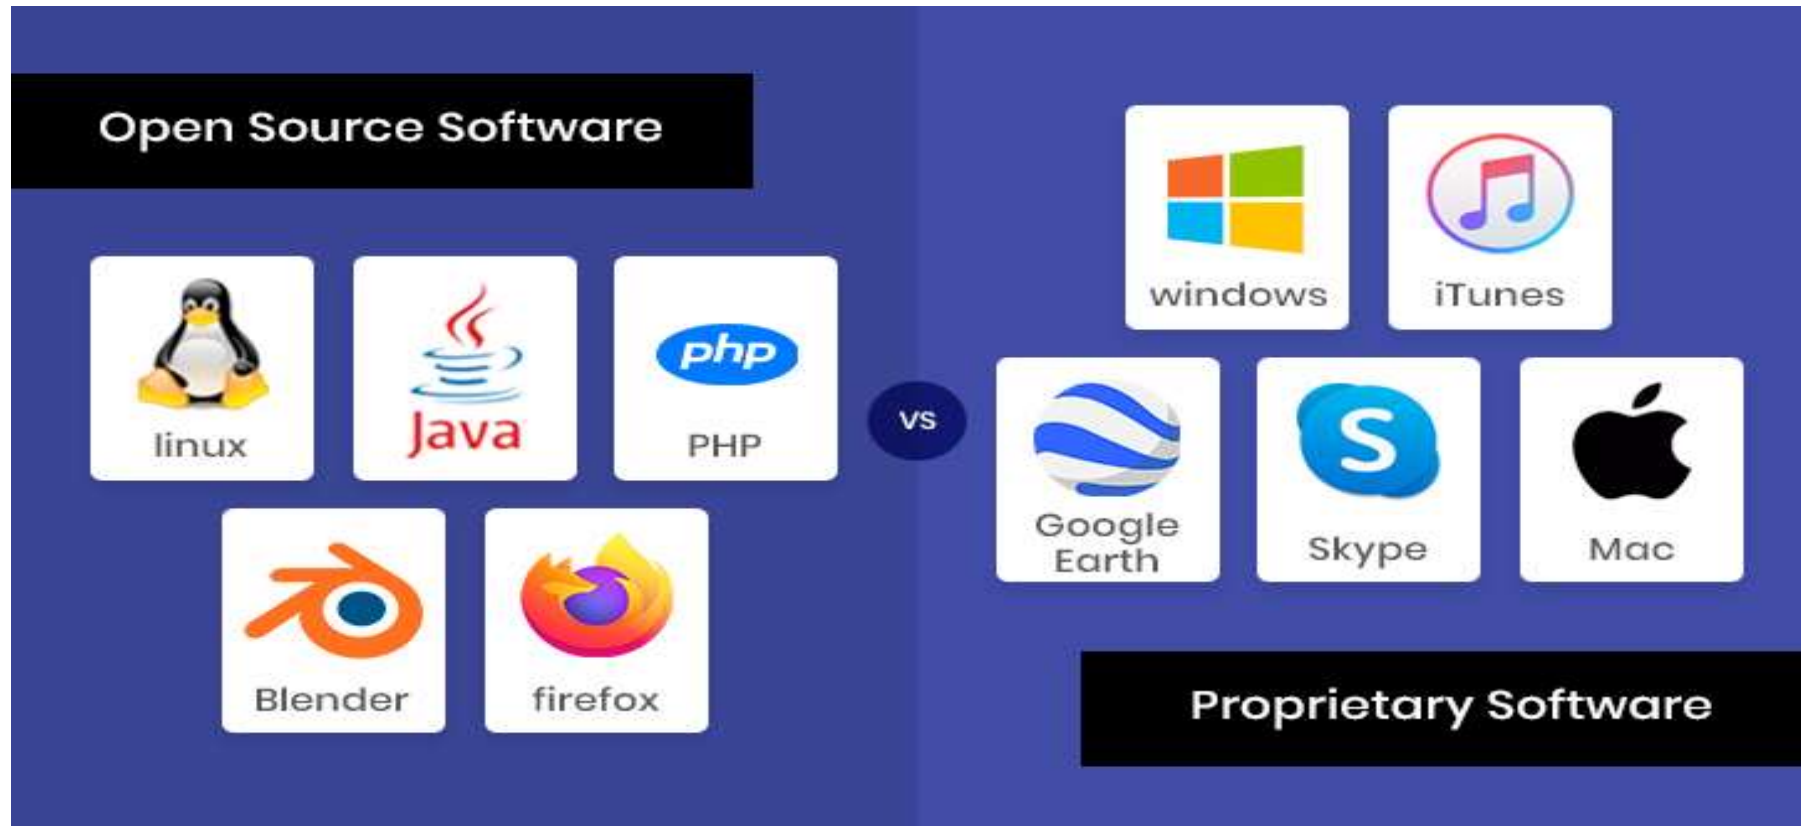 Open Source Software
linux
Java
php
PHP
Blender
firefox
vs
windows
iTunes
Google
Earth
S
Skype
Mac
Proprietary Software